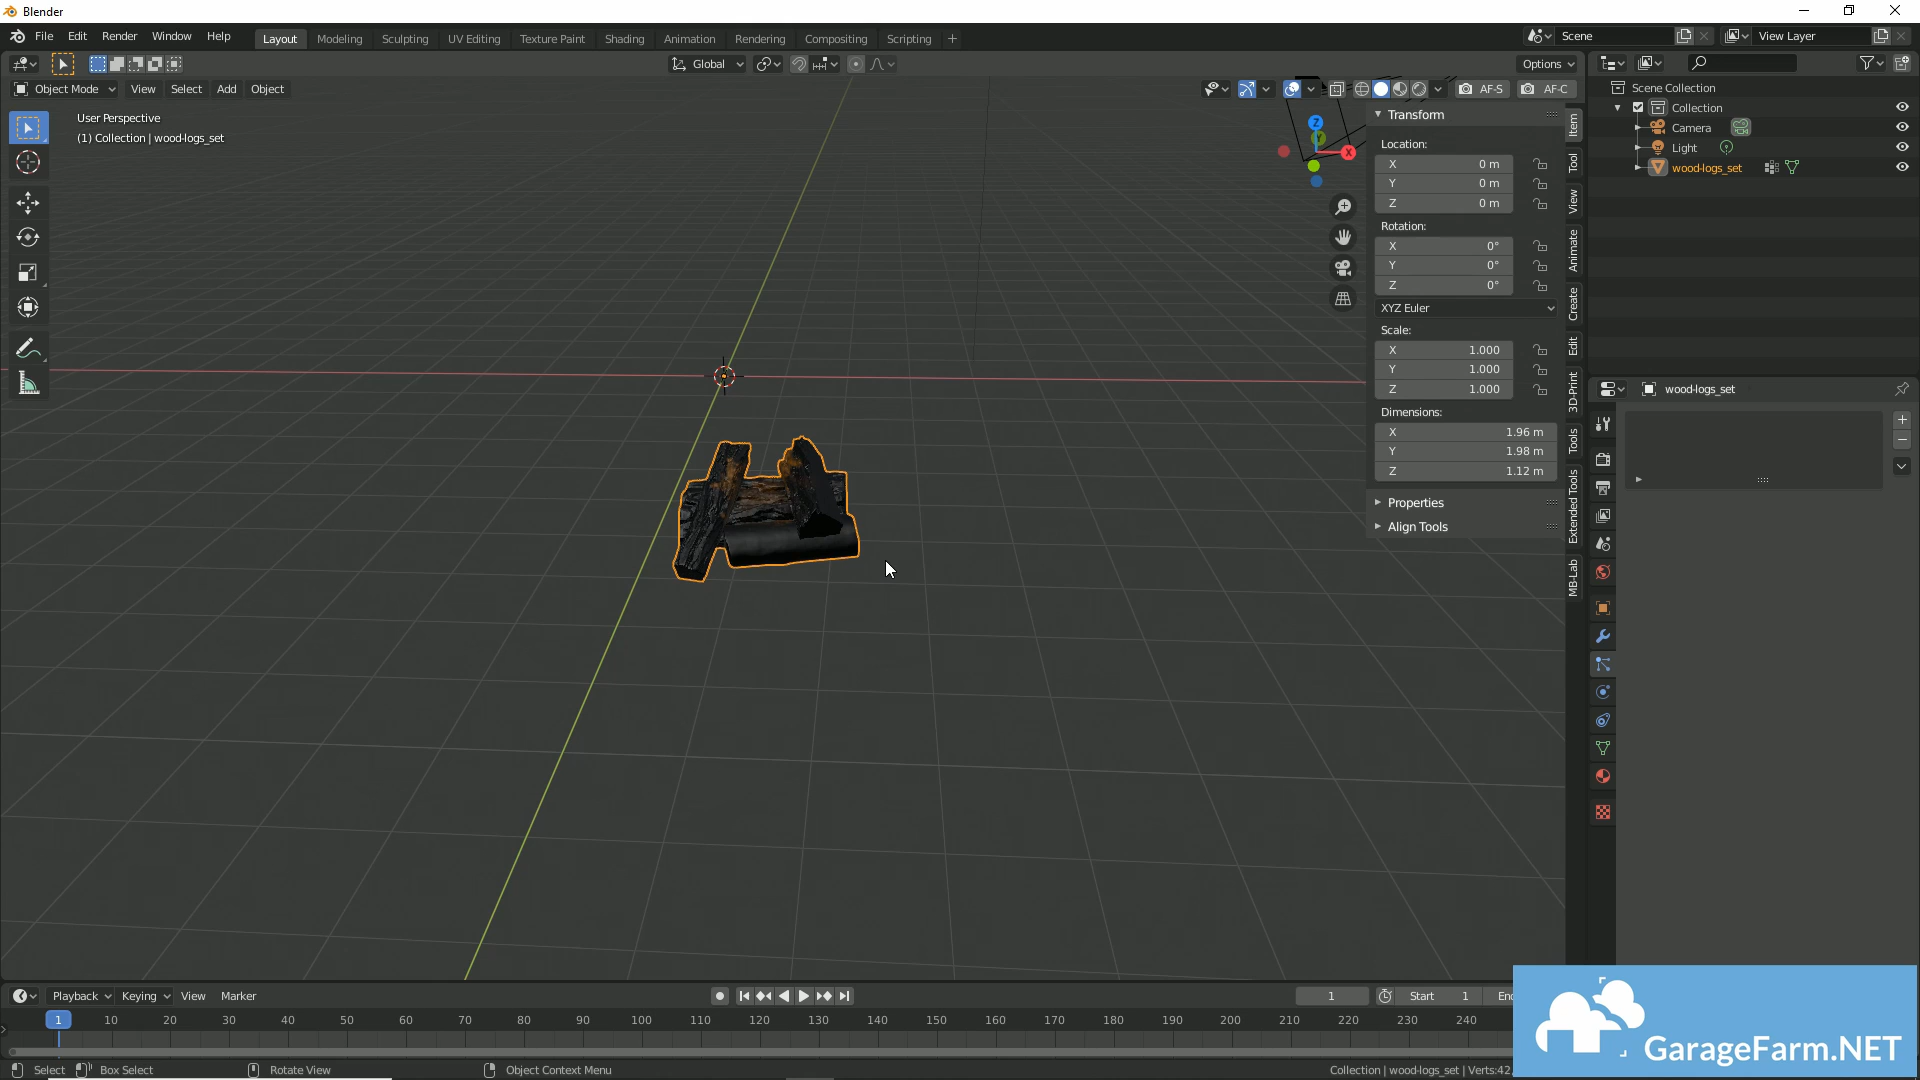 Blender
File Edit Render Window Help Layout Modeling Sculpting UV Editing Texture Paint Shading Animation Rendering Compositing Scripting + Scene View Layer
Global Options
Object Mode View Select Add Object AF-S AF-C
User Perspective
(1) Collection | wood-logs_set
Z
X
Transform
Location:
X 0 m
Y 0 m
Z 0 m
Rotation:
X 0°
Y 0°
Z 0°
XYZ Euler
Scale:
X 1.000
Y 1.000
Z 1.000
Dimensions:
X 1.96 m
Y 1.98 m
Z 1.12 m
Properties
Align Tools
Item
Tool
View
Animate
Create
Edit
3D-Print
Tools
Extended Tools
MB-Lab
Scene Collection
Collection
Camera
Light
wood-logs_set
wood-logs_set
Playback Keying View Marker 1 Start 1
1 10 20 30 40 50 60 70 80 90 100 110 120 130 140 150 160 170 180 190 200 210 220 230 240
Select Box Select Rotate View Object Context Menu Collection | wood-logs_set | Verts:42,
GarageFarm.NET